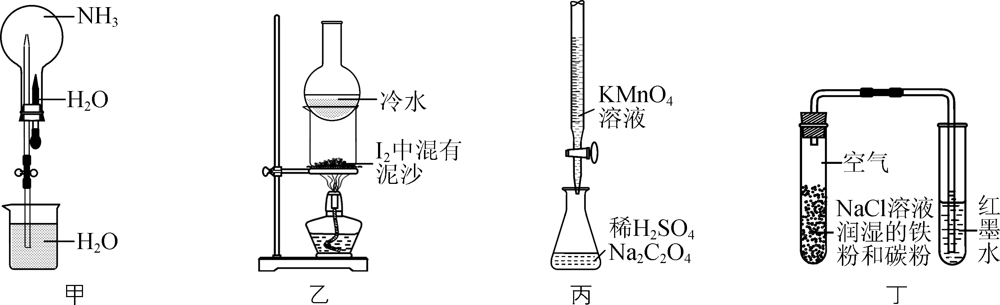 NH₃
H₂O
H₂O
甲
冷水
I₂中混有
泥沙
乙
KMnO₄
溶液
稀H₂SO₄
Na₂C₂O₄
丙
空气
NaCl溶液
润湿的铁
粉和碳粉
红
墨
水
丁